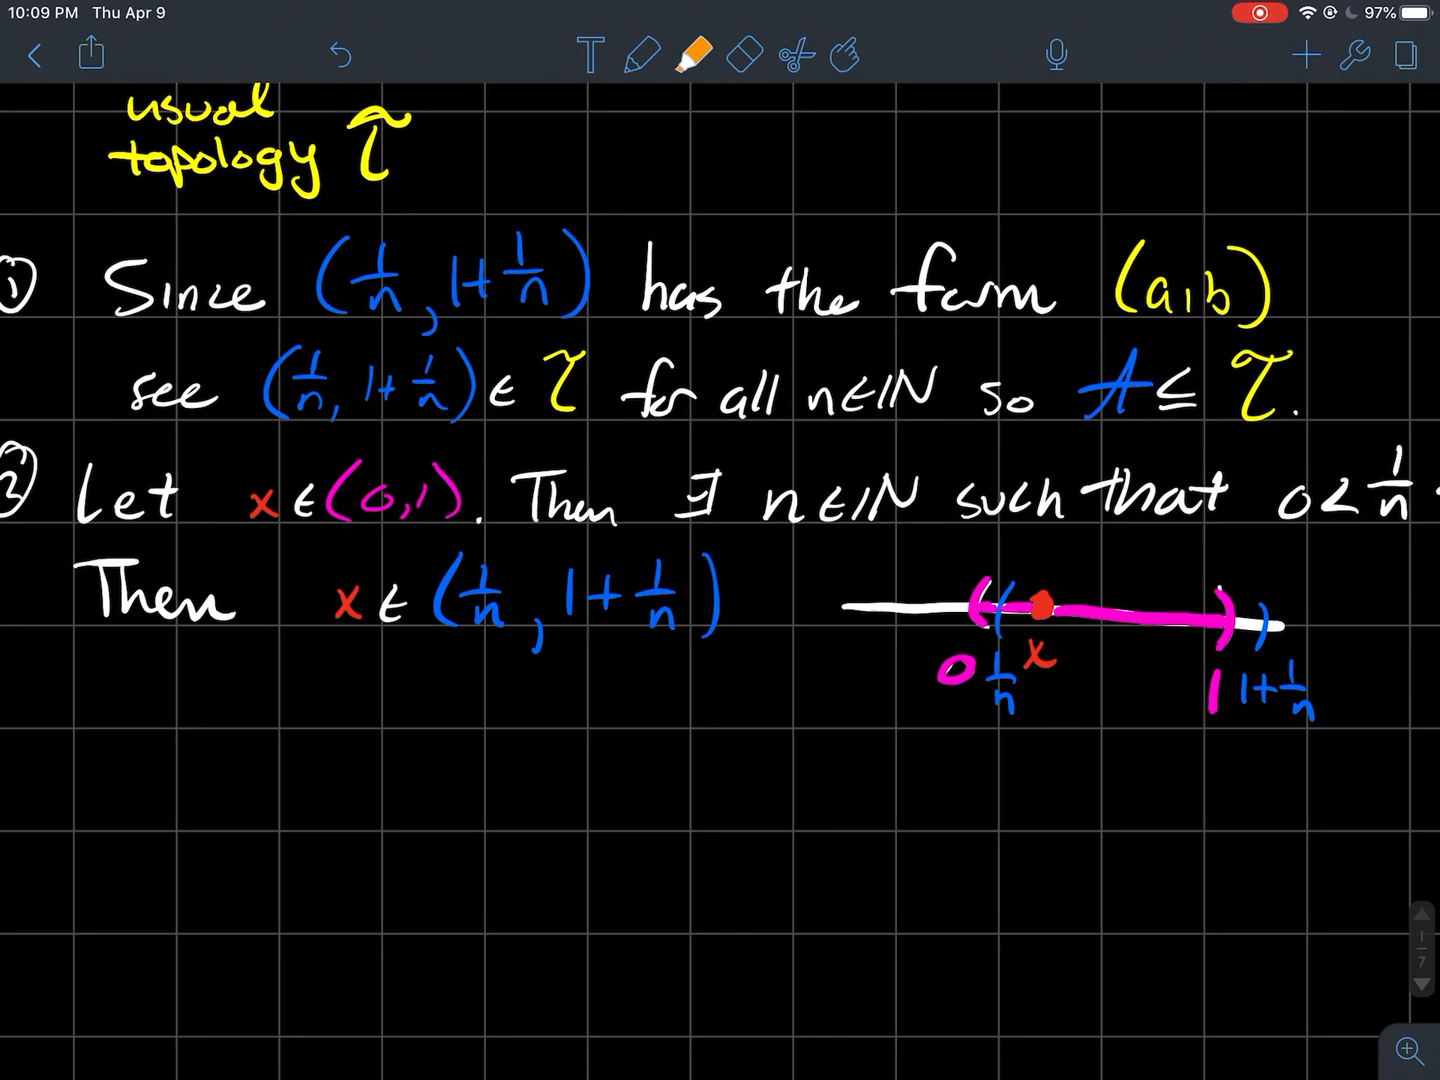 10:09 PM Thu Apr 9 97%
T
usual
topology τ
① Since (1/n, 1+1/n) has the form (a,b)
see (1/n, 1+1/n) ∈ τ for all n∈ℕ so A ⊆ τ.
② Let x ∈ (0,1). Then ∃ n∈ℕ such that 0<1/n
Then x ∈ (1/n, 1+1/n)
0 1/n x 1 1+1/n
1
7